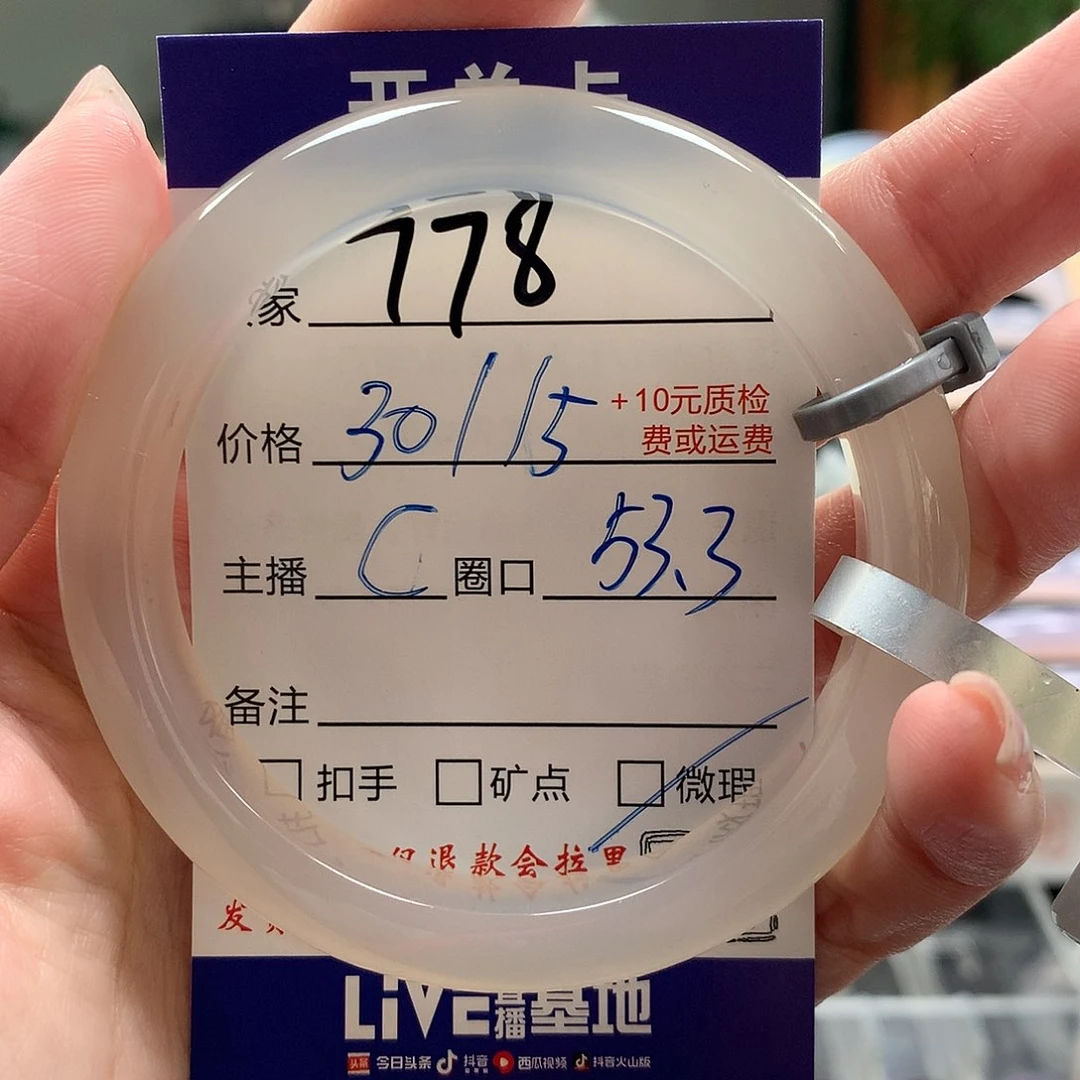 开单卡
家 778
价格 30/15 +10元质检
费或运费
主播 C 圈口 53.3
备注
扣手 矿点 微瑕
退款会拉黑
发
LiVE直播基地
头条 今日头条 抖音 西瓜视频 抖音火山版